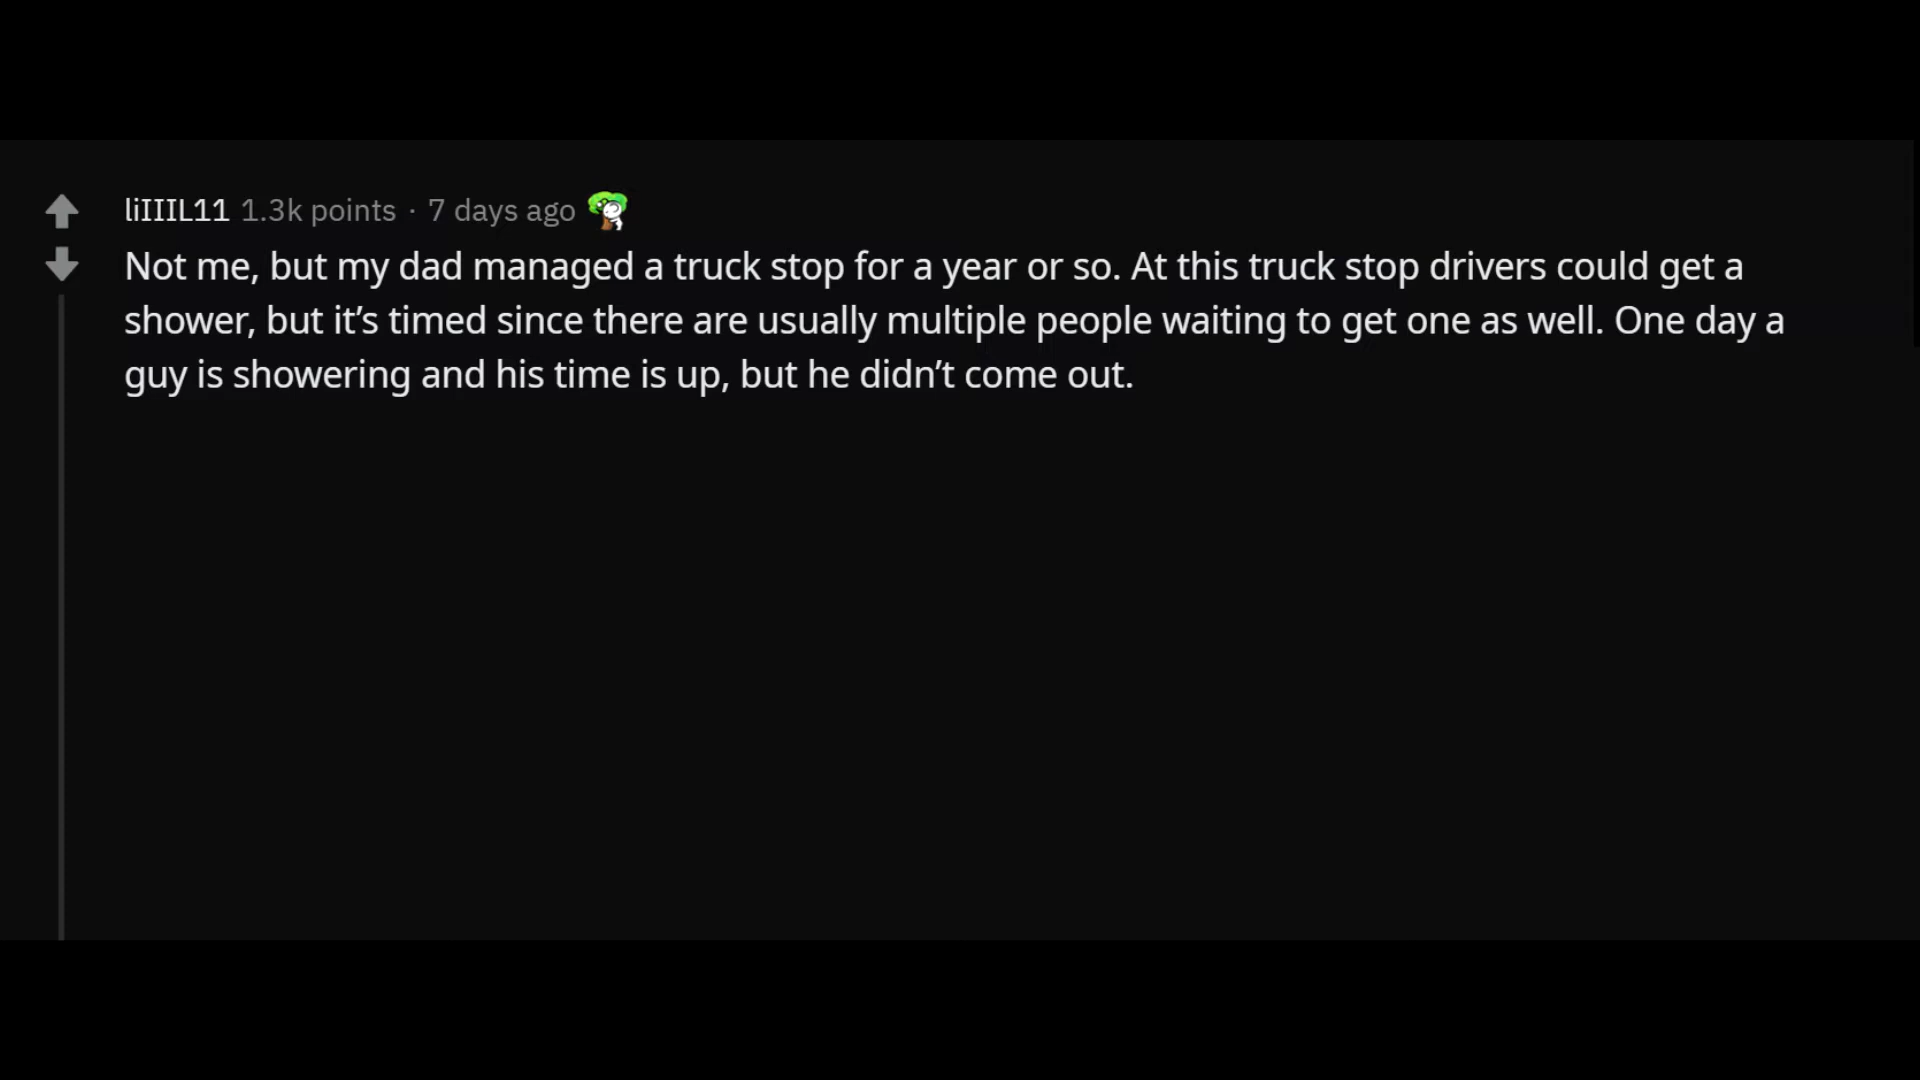 liIIIL11 1.3k points · 7 days ago
Not me, but my dad managed a truck stop for a year or so. At this truck stop drivers could get a
shower, but it’s timed since there are usually multiple people waiting to get one as well. One day a
guy is showering and his time is up, but he didn’t come out.